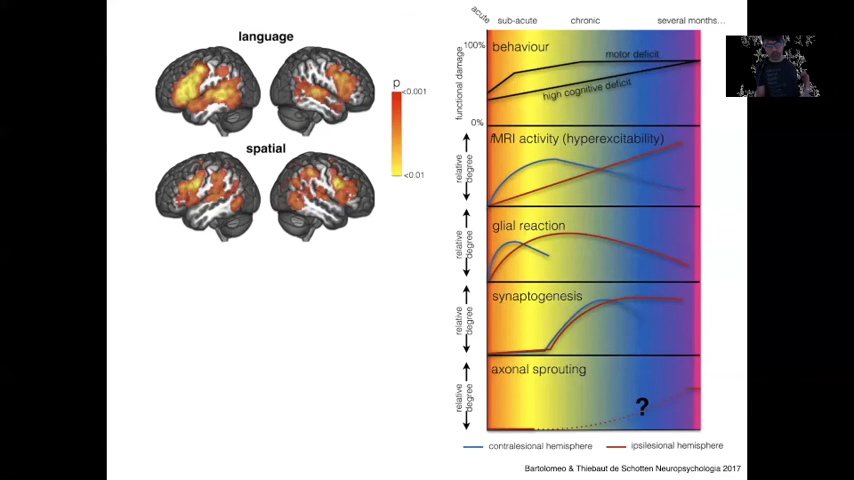 language
p
<0.001
<0.01
spatial
acute
sub-acute
chronic
several months...
100%
functional damage
0%
behaviour
motor deficit
high cognitive deficit
relative degree
fMRI activity (hyperexcitability)
relative degree
glial reaction
relative degree
synaptogenesis
relative degree
axonal sprouting
?
contralesional hemisphere
ipsilesional hemisphere
Bartolomeo & Thiebaut de Schotten Neuropsychologia 2017